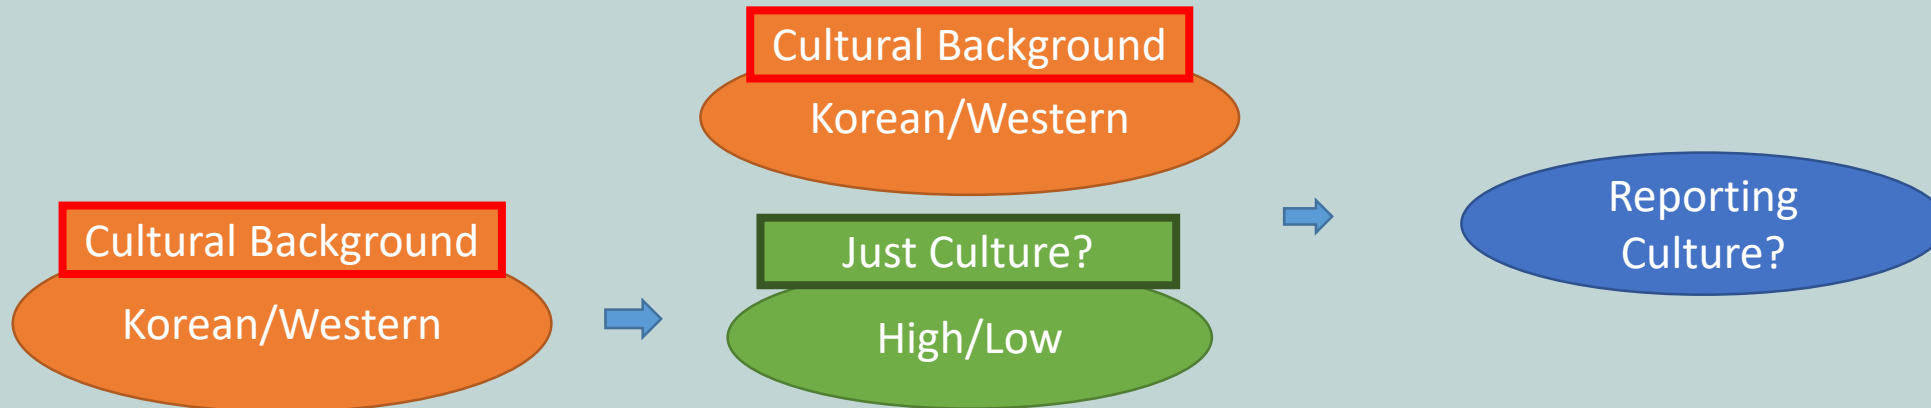 Cultural Background
Korean/Western
Cultural Background
Korean/Western
Just Culture?
High/Low
Reporting
Culture?